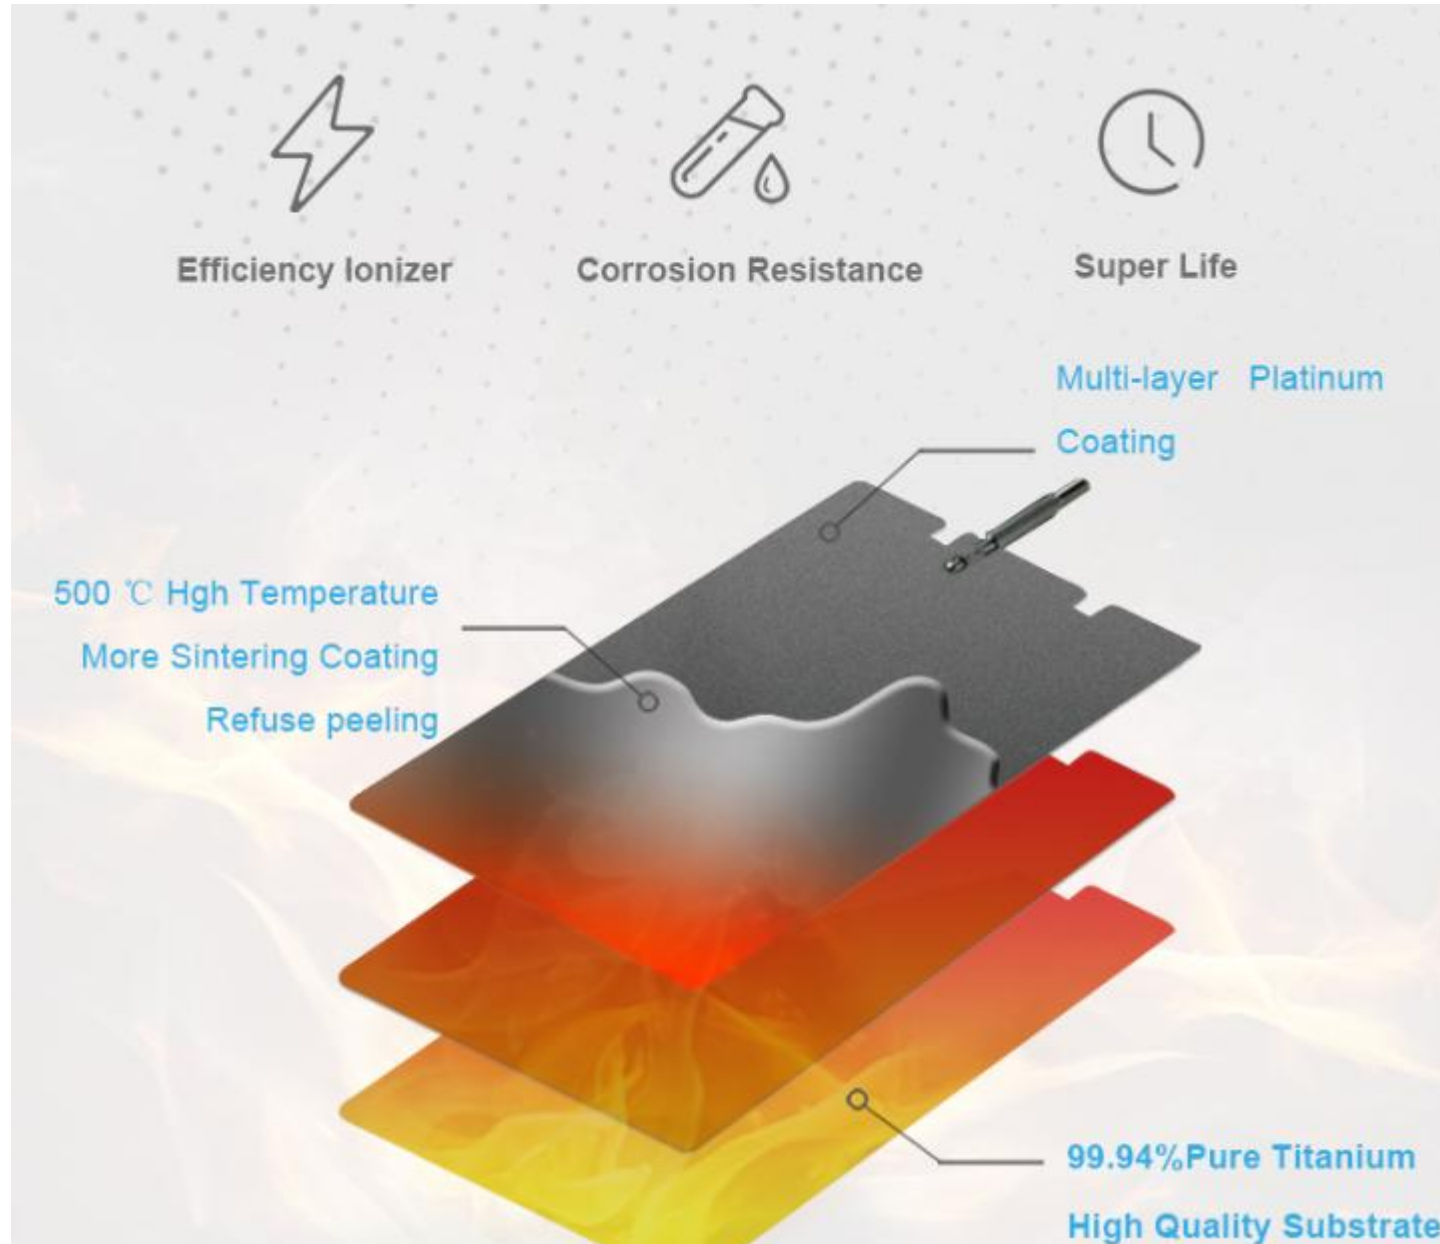 Efficiency Ionizer
Corrosion Resistance
Super Life
Multi-layer Platinum
Coating
500 ℃ Hgh Temperature
More Sintering Coating
Refuse peeling
99.94%Pure Titanium
High Quality Substrate